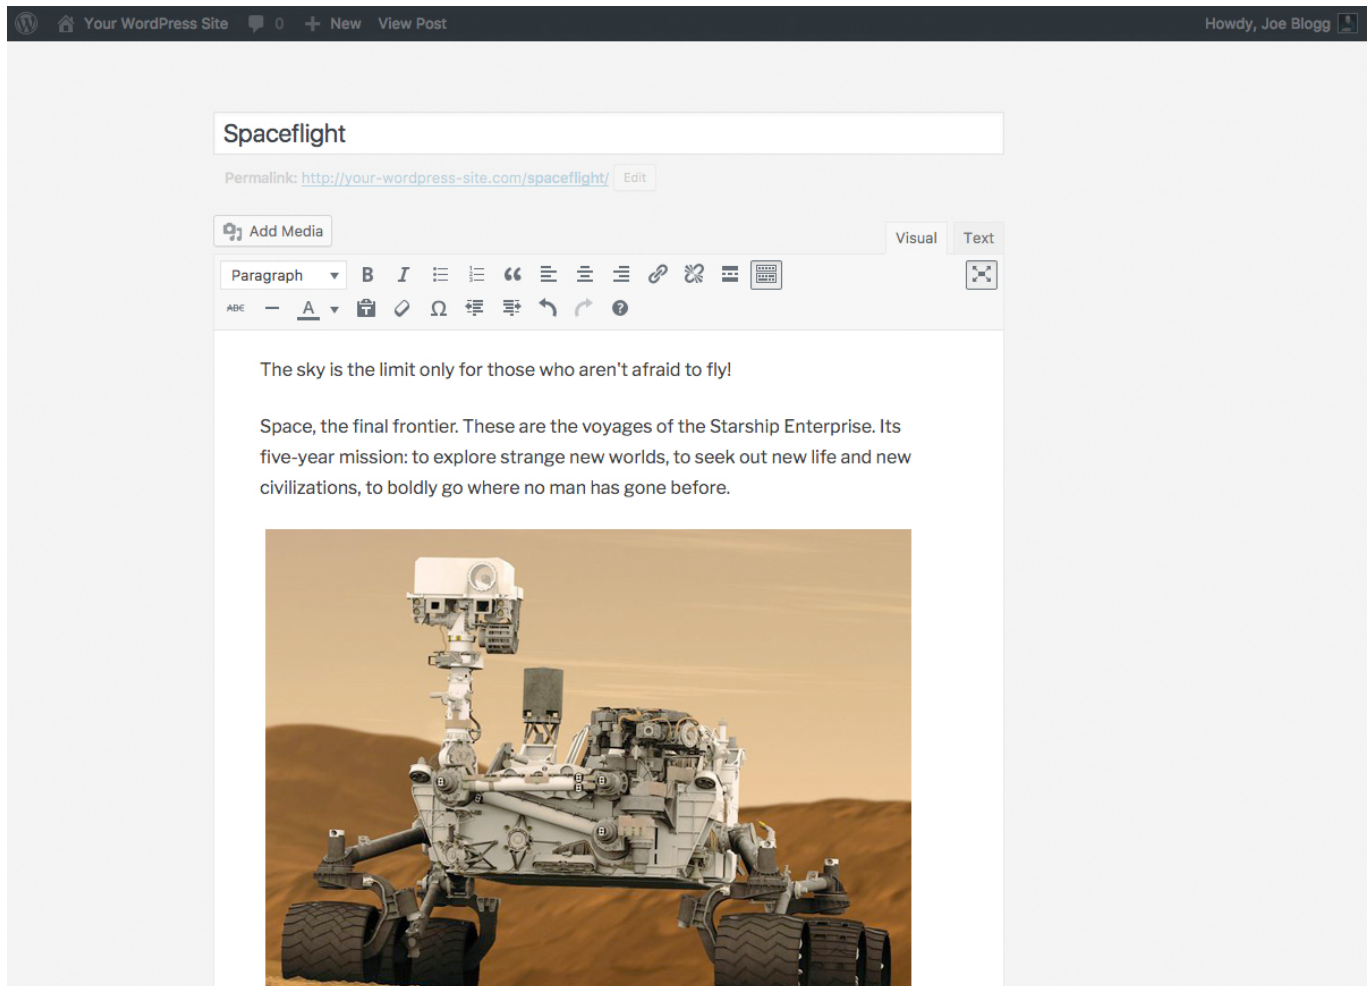 Your WordPress Site 0 New View Post Howdy, Joe Blogg
Spaceflight
Permalink: http://your-wordpress-site.com/spaceflight/ Edit
Add Media
Visual Text
Paragraph B I
ABC A Ω
The sky is the limit only for those who aren't afraid to fly!
Space, the final frontier. These are the voyages of the Starship Enterprise. Its
five-year mission: to explore strange new worlds, to seek out new life and new
civilizations, to boldly go where no man has gone before.